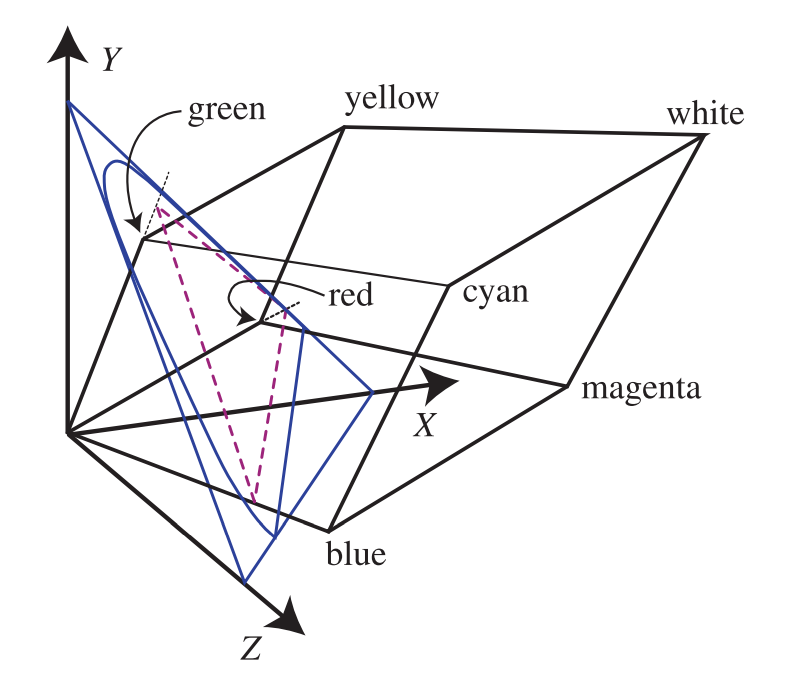 Y
green
yellow
white
red
cyan
magenta
X
blue
Z